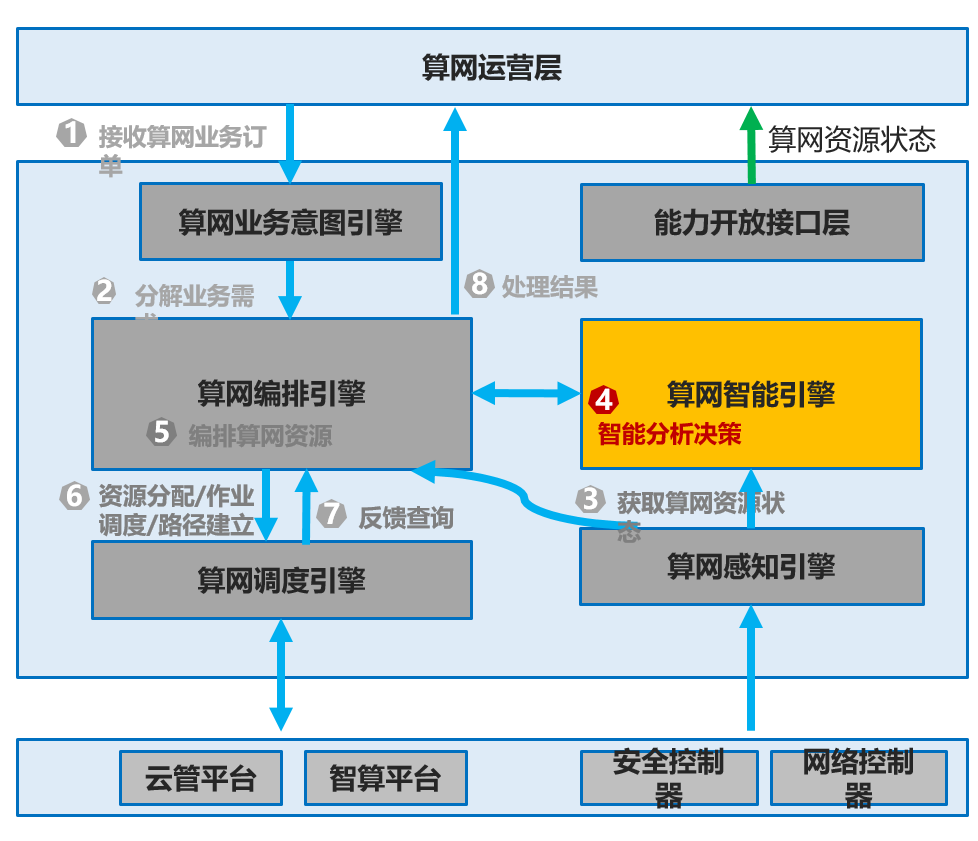 算网运营层
1
接收算网业务订
单
算网资源状态
算网业务意图引擎
能力开放接口层
2
分解业务需
8
处理结果
算网编排引擎
5
编排算网资源
算网智能引擎
4
智能分析决策
6
资源分配/作业
调度/路径建立
7
反馈查询
3
获取算网资源状
态
算网调度引擎
算网感知引擎
云管平台
智算平台
安全控制
器
网络控制
器